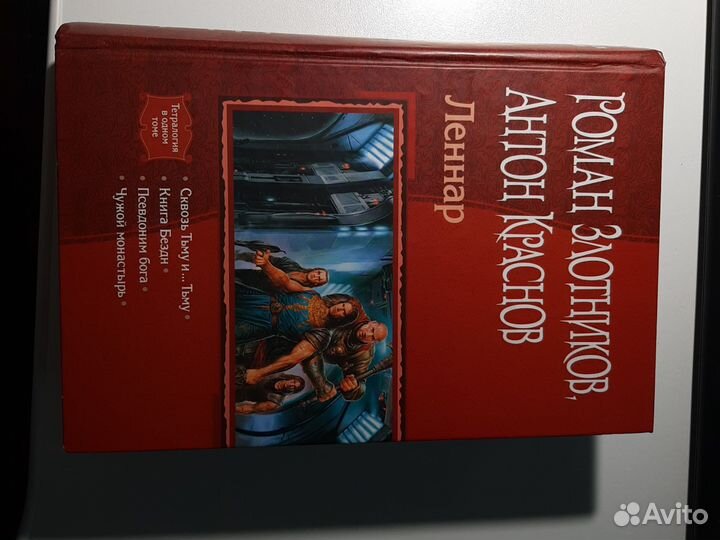 Роман Злотников,
Антон Краснов
Леннар
Тетралогия
в одном
томе
• Сквозь Тьму и... Тьму •
• Книга Бездн •
• Псевдоним бога •
• Чужой монастырь •
Avito